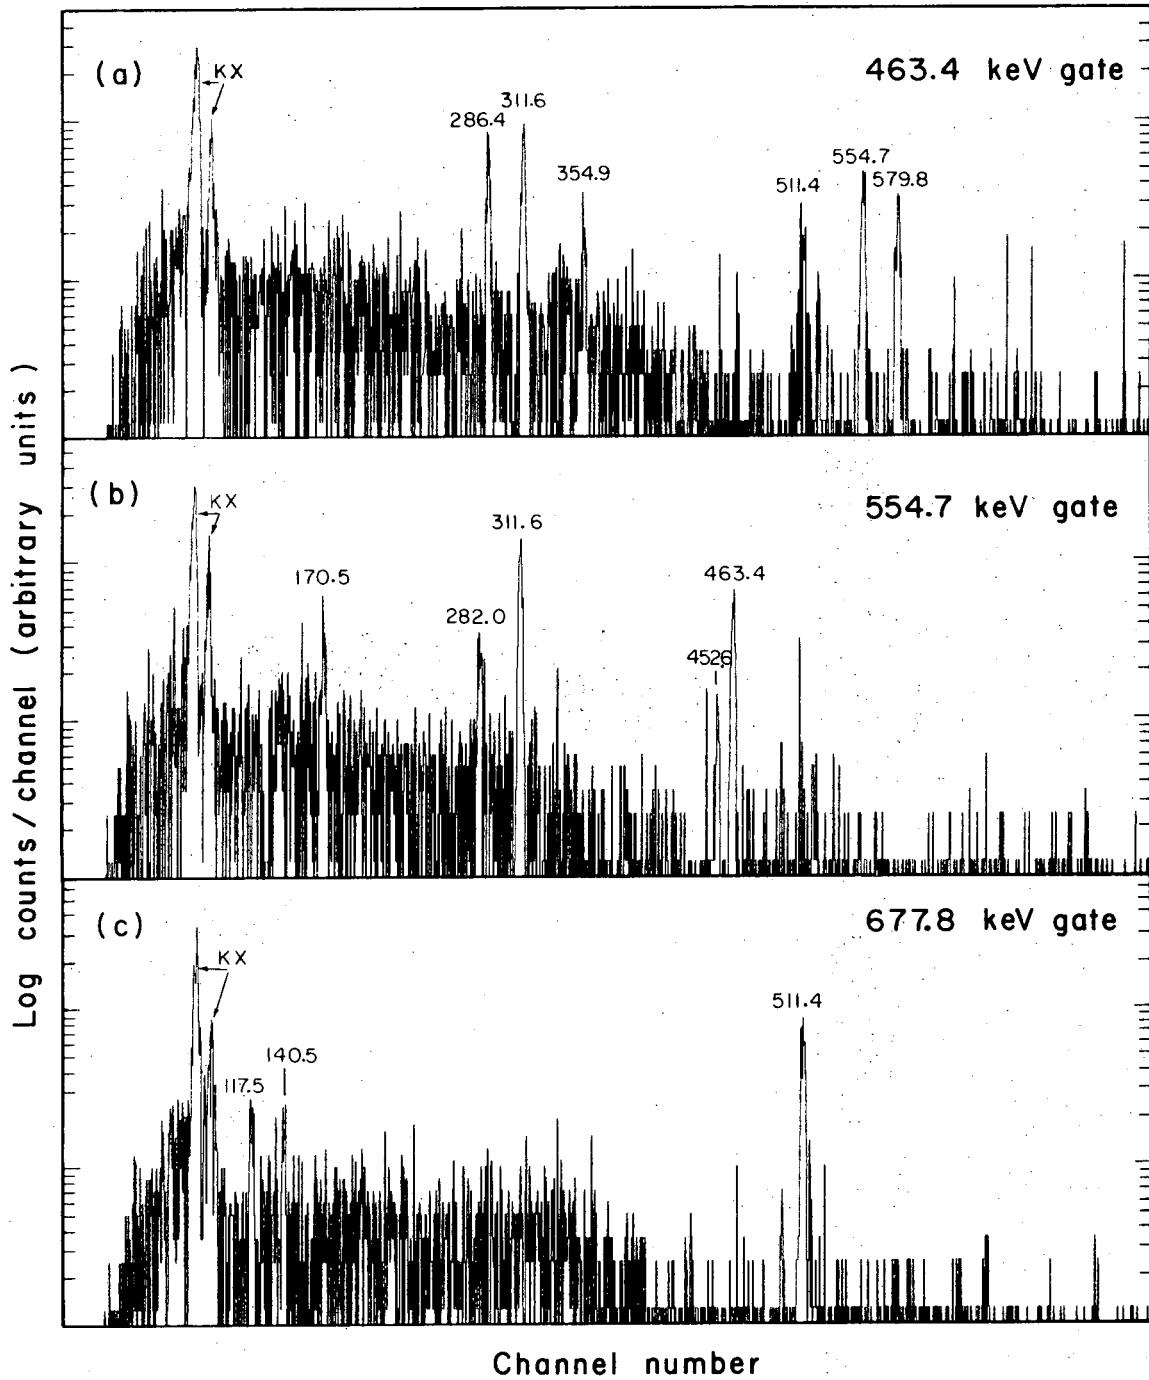 (a)
KX
463.4 keV gate
286.4
311.6
354.9
511.4
554.7
579.8
(b)
KX
554.7 keV gate
170.5
282.0
311.6
452.6
463.4
(c)
KX
677.8 keV gate
117.5
140.5
511.4
Log counts / channel ( arbitrary units )
Channel number